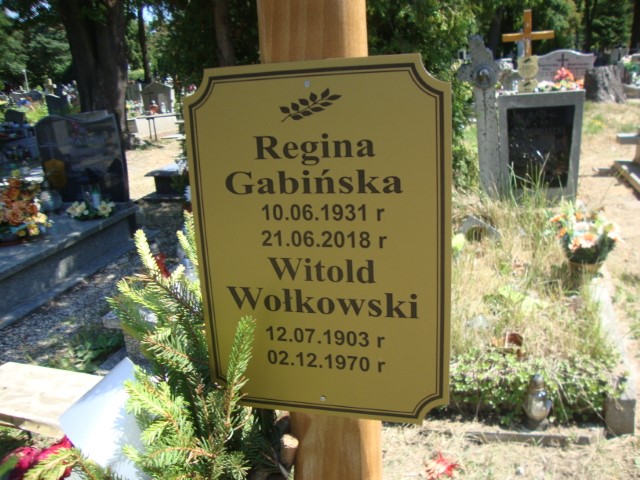 Regina
Gabińska
10.06.1931 r
21.06.2018 r
Witold
Wołkowski
12.07.1903 r
02.12.1970 r